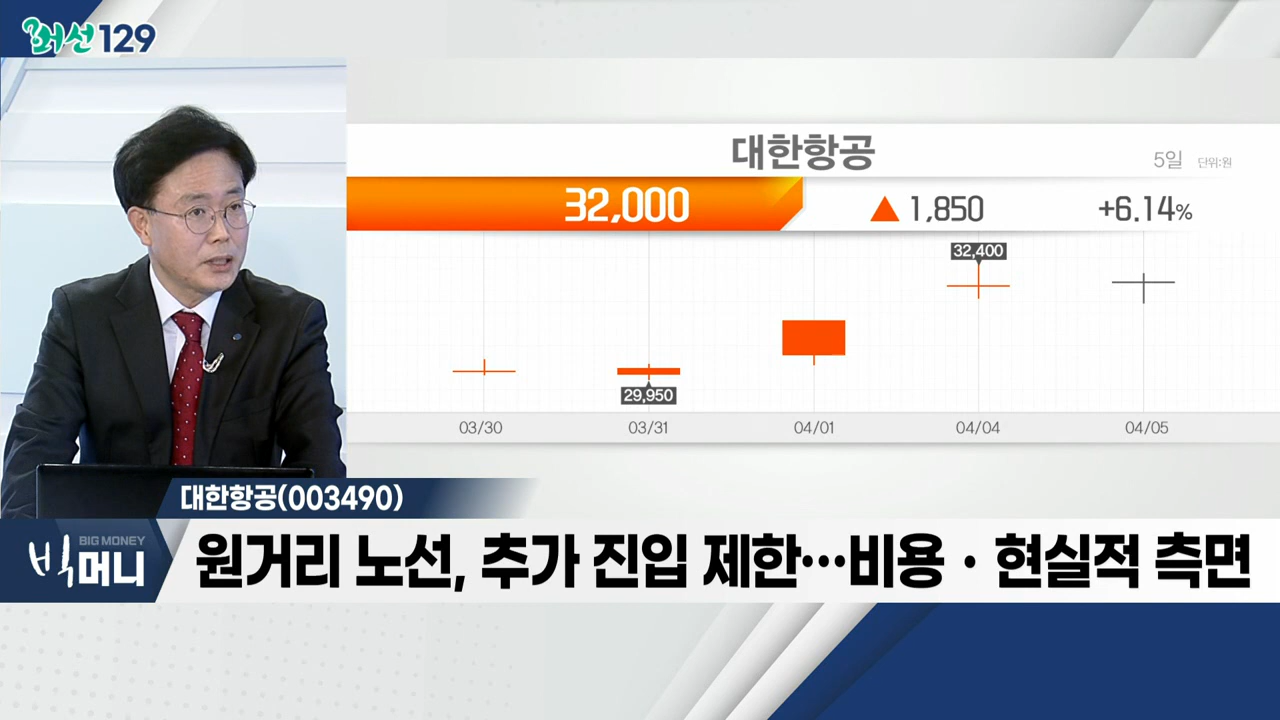 머선129
대한항공
5일 단위:원
32,000 ▲ 1,850 +6.14%
32,400
29,950
03/30 03/31 04/01 04/04 04/05
대한항공(003490)
BIG MONEY
빅머니
원거리 노선, 추가 진입 제한…비용·현실적 측면